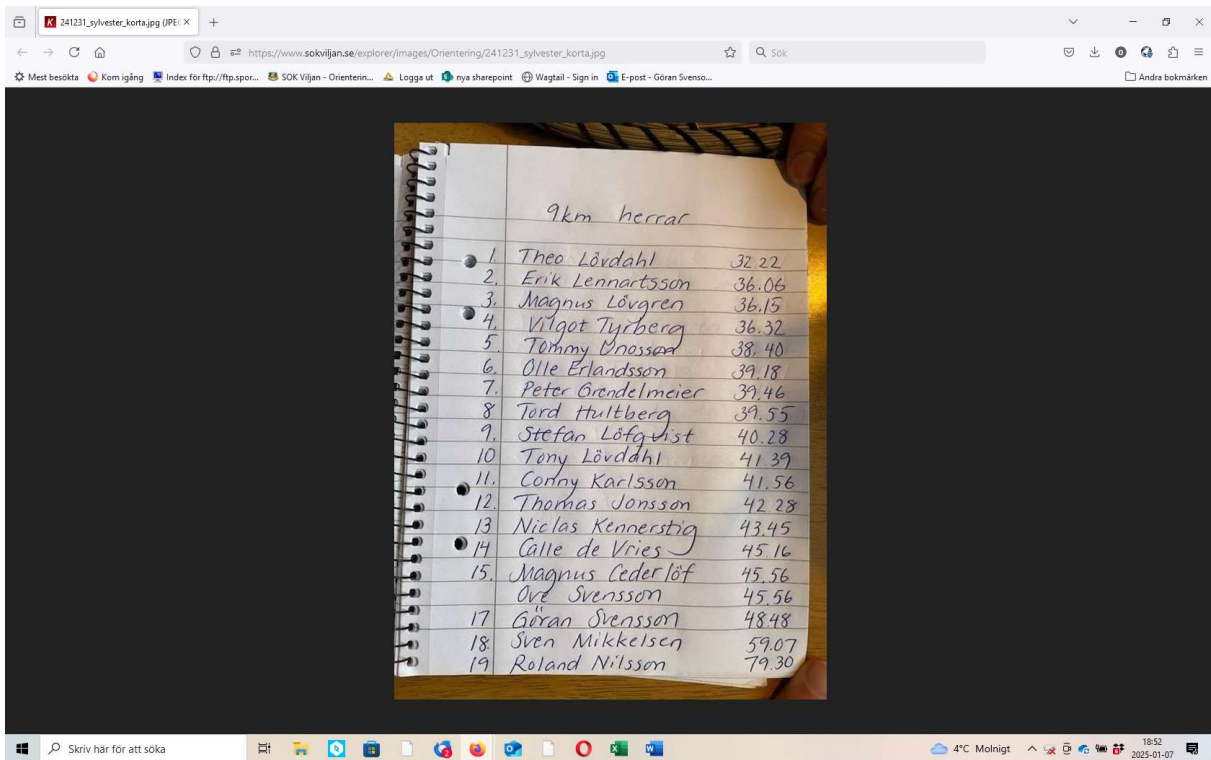 241231_sylvester_korta.jpg (JPE
https://www.sokviljan.se/explorer/images/Orientering/241231_sylvester_korta.jpg
Sök
Mest besökta Kom igång Index för ftp://ftp.spor... SOK Viljan - Orienterin... Logga ut nya sharepoint Wagtail - Sign in E-post - Göran Svenso... Andra bokmärken
9km herrar
1. Theo Lövdahl 32.22
2. Erik Lennartsson 36.06
3. Magnus Lövgren 36.15
4. Vilgot Tyrberg 36.32
5. Tommy Unosson 38.40
6. Olle Erlandsson 39.18
7. Peter Grendelmeier 39.46
8 Tord Hultberg 39.55
9. Stefan Löfqvist 40.28
10 Tony Lövdahl 41.39
11. Conny Karlsson 41.56
12. Thomas Jonsson 42.28
13 Niclas Kennerstig 43.45
14 Calle de Vries 45.16
15. Magnus Cederlöf 45.56
Ove Svensson 45.56
17 Göran Svensson 48.48
18. Sven Mikkelsen 59.07
19 Roland Nilsson 79.30
Skriv här för att söka
4°C Molnigt
18:52
2025-01-07